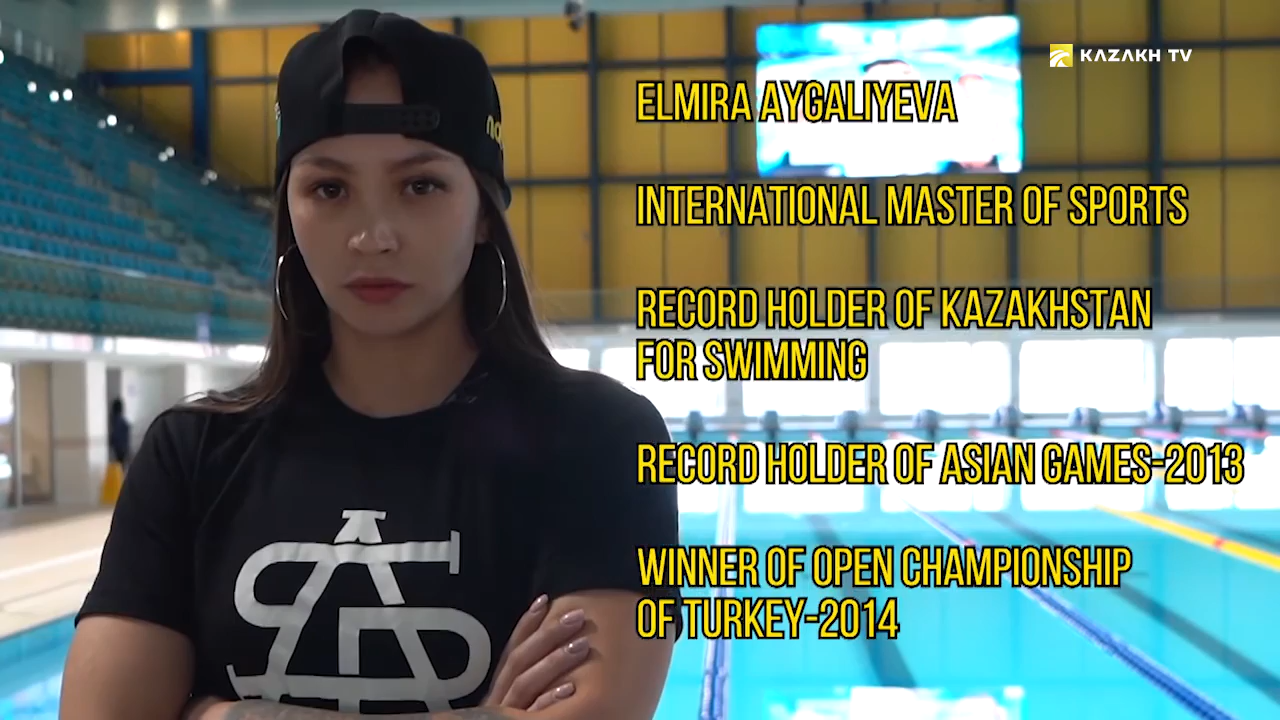 KAZAKH TV
ELMIRA AYGALIYEVA
INTERNATIONAL MASTER OF SPORTS
RECORD HOLDER OF KAZAKHSTAN
FOR SWIMMING
RECORD HOLDER OF ASIAN GAMES-2013
WINNER OF OPEN CHAMPIONSHIP
OF TURKEY-2014